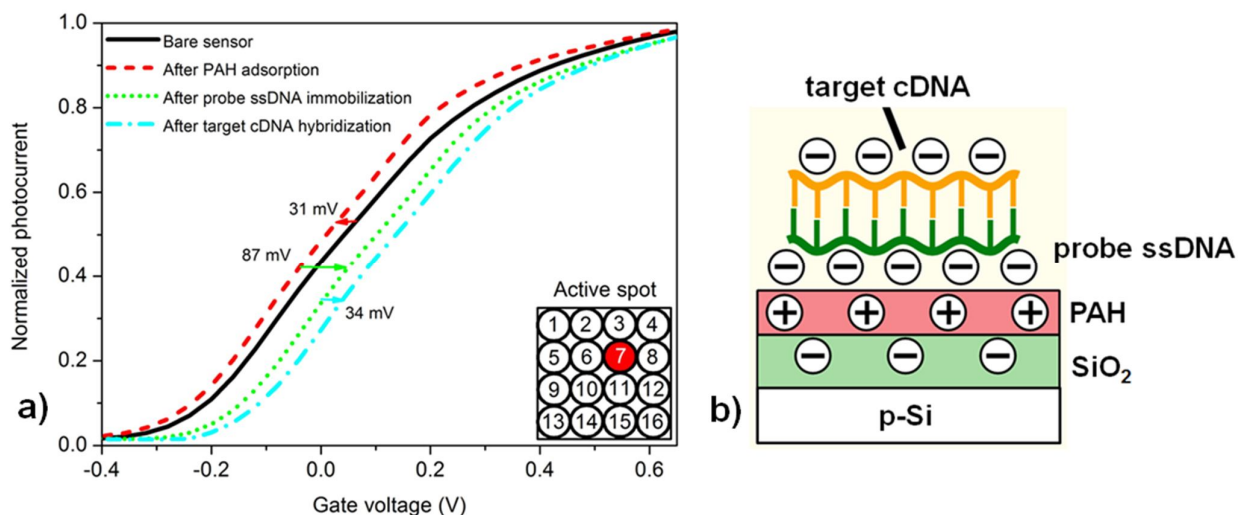 1.0
0.8
0.6
0.4
0.2
0.0
Normalized photocurrent
Bare sensor
After PAH adsorption
After probe ssDNA immobilization
After target cDNA hybridization
31 mV
87 mV
34 mV
Active spot
1 2 3 4
5 6 7 8
9 10 11 12
13 14 15 16
-0.4 -0.2 0.0 0.2 0.4 0.6
Gate voltage (V)
a)
target cDNA
− − − −
probe ssDNA
− − − − −
+ + + + PAH
− − − SiO₂
p-Si
b)